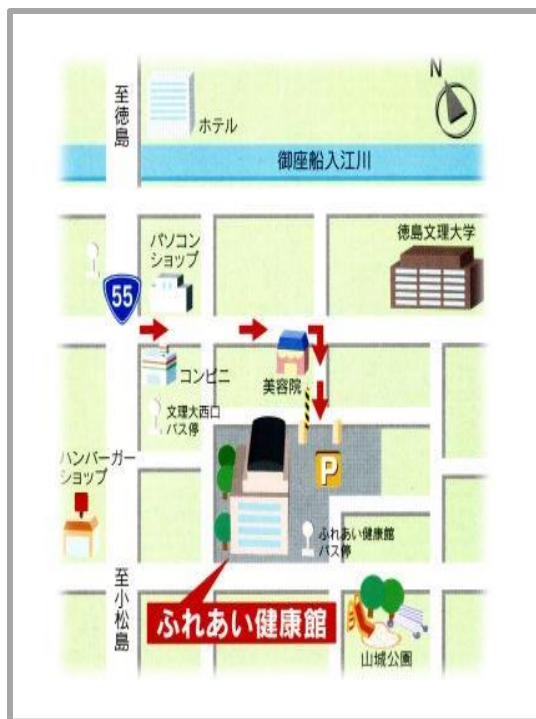 至徳島
N
ホテル
御座船入江川
パソコン
ショップ
徳島文理大学
55
コンビニ
美容院
文理大西口
バス停
ハンバーガー
ショップ
P
ふれあい健康館
バス停
至小松島
ふれあい健康館
山城公園